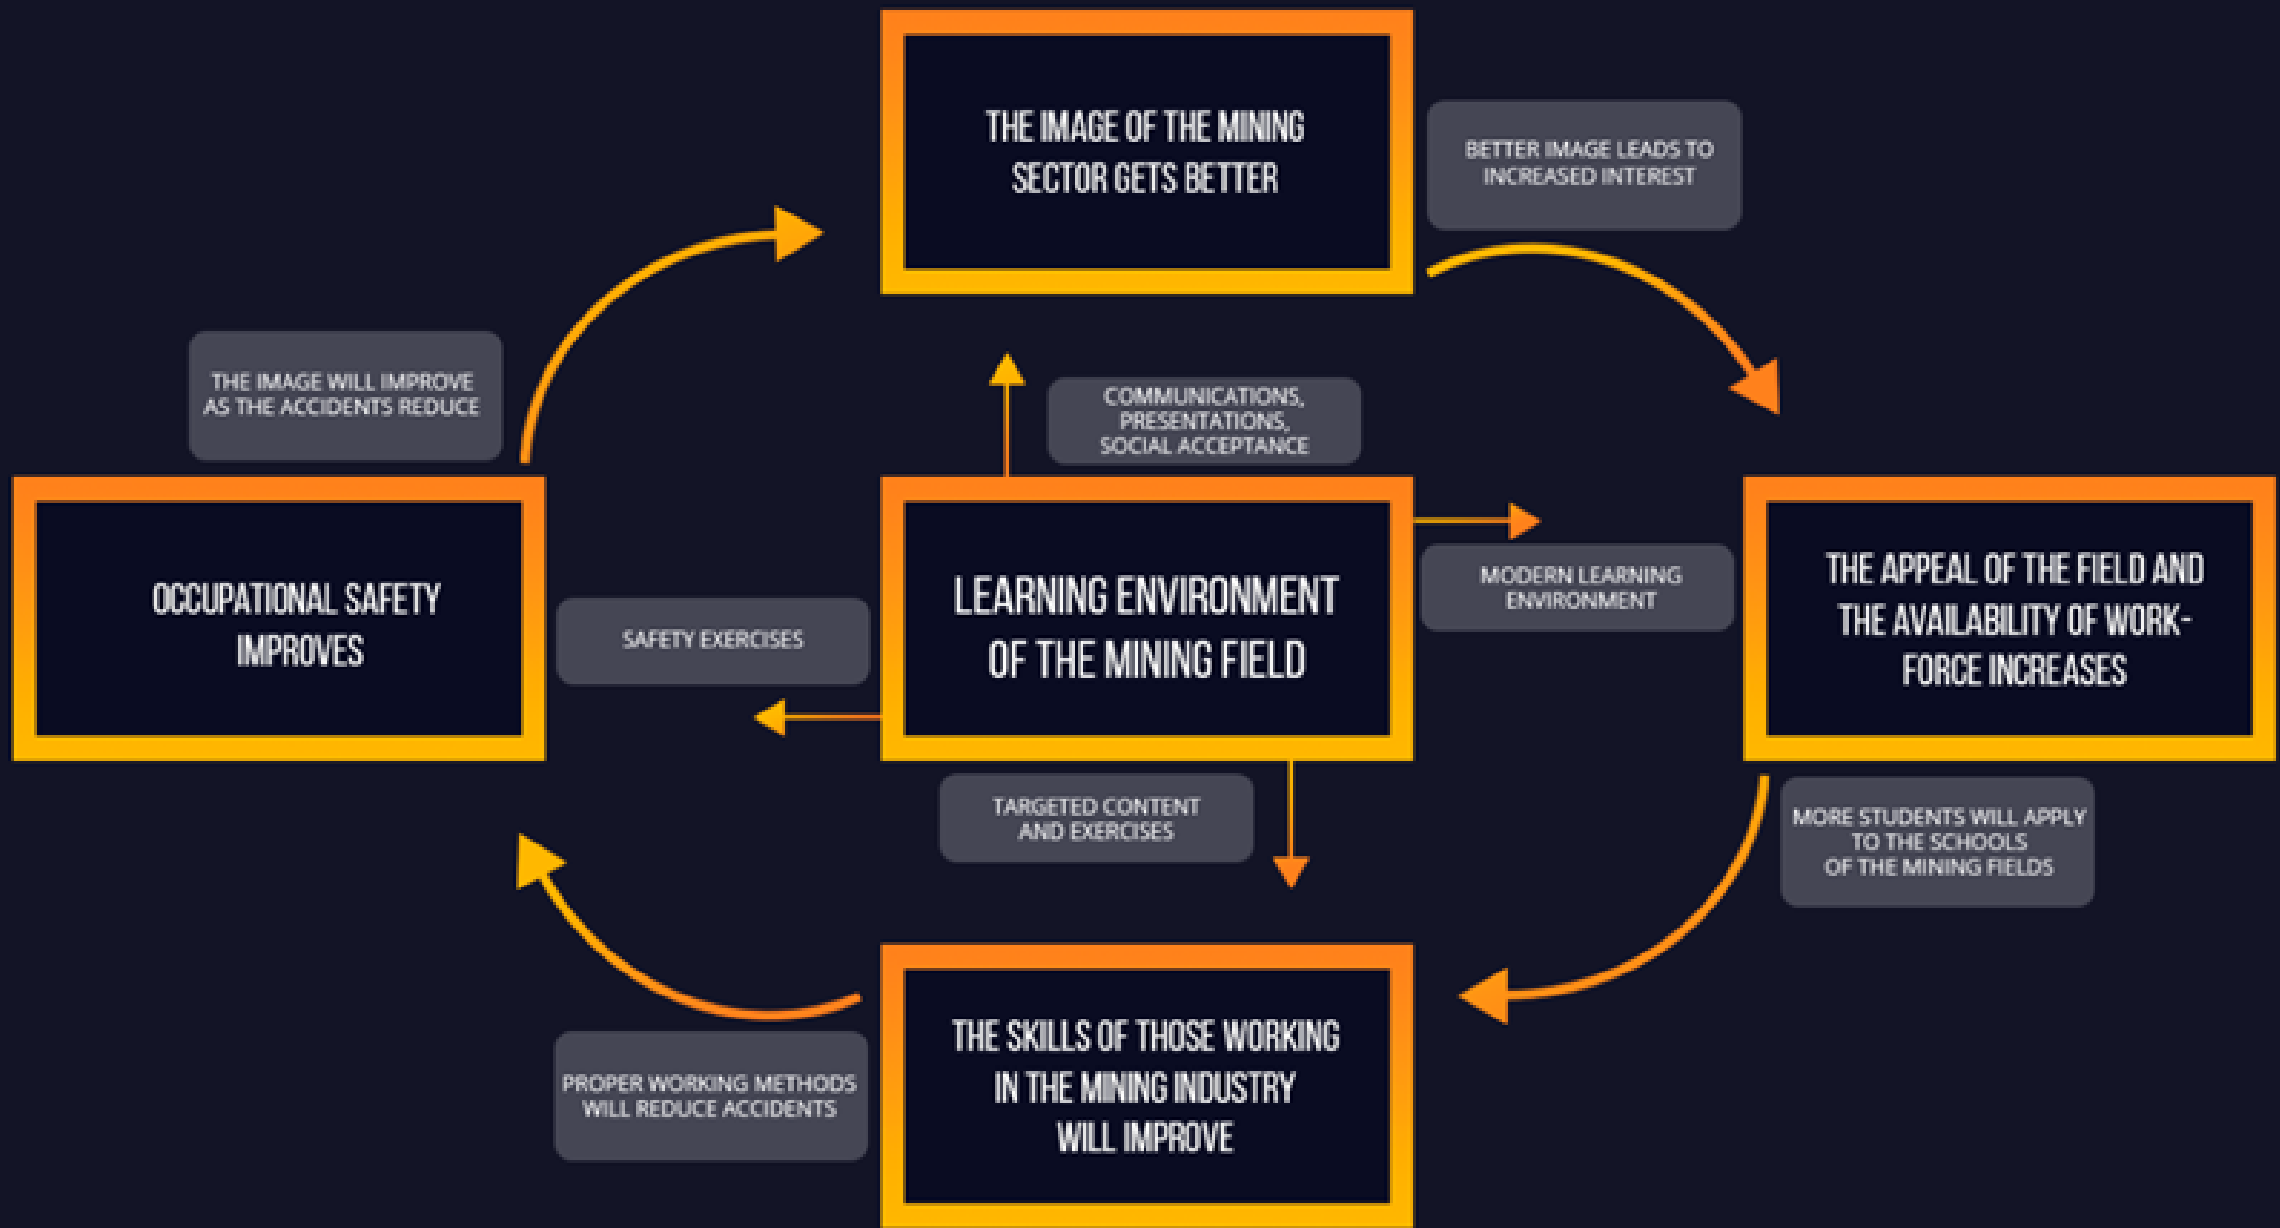 THE IMAGE OF THE MINING
SECTOR GETS BETTER
BETTER IMAGE LEADS TO
INCREASED INTEREST
THE IMAGE WILL IMPROVE
AS THE ACCIDENTS REDUCE
COMMUNICATIONS,
PRESENTATIONS,
SOCIAL ACCEPTANCE
OCCUPATIONAL SAFETY
IMPROVES
SAFETY EXERCISES
LEARNING ENVIRONMENT
OF THE MINING FIELD
MODERN LEARNING
ENVIRONMENT
THE APPEAL OF THE FIELD AND
THE AVAILABILITY OF WORK-
FORCE INCREASES
TARGETED CONTENT
AND EXERCISES
MORE STUDENTS WILL APPLY
TO THE SCHOOLS
OF THE MINING FIELDS
PROPER WORKING METHODS
WILL REDUCE ACCIDENTS
THE SKILLS OF THOSE WORKING
IN THE MINING INDUSTRY
WILL IMPROVE